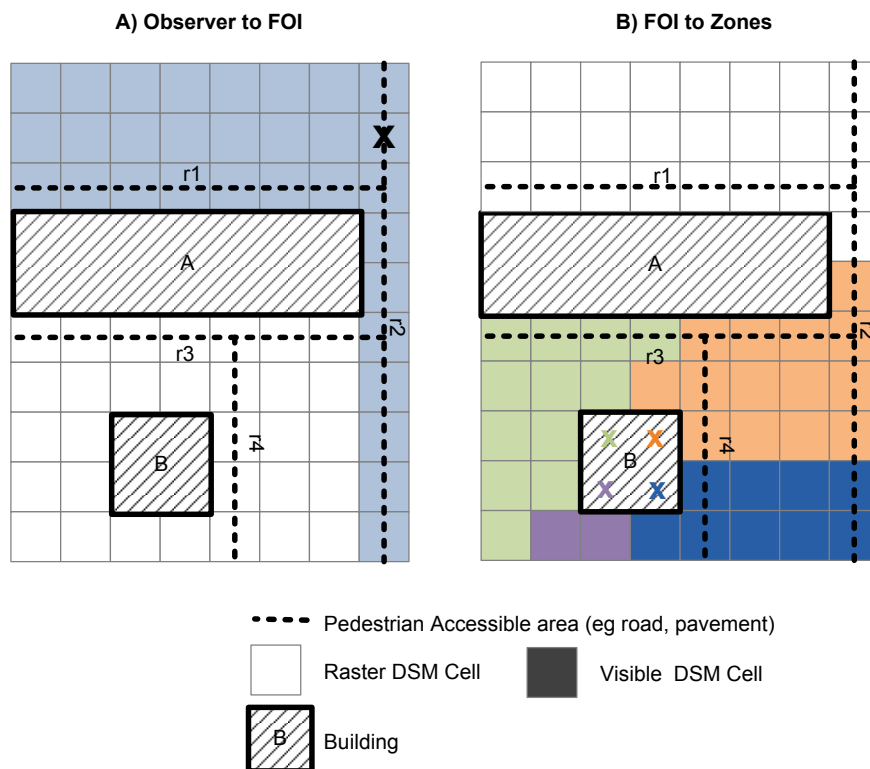 A) Observer to FOI
B) FOI to Zones
X
r1
A
r2
r3
B
r4
r1
A
r2
r3
X X
B
X X
r4
Pedestrian Accessible area (eg road, pavement)
Raster DSM Cell
Visible DSM Cell
B
Building